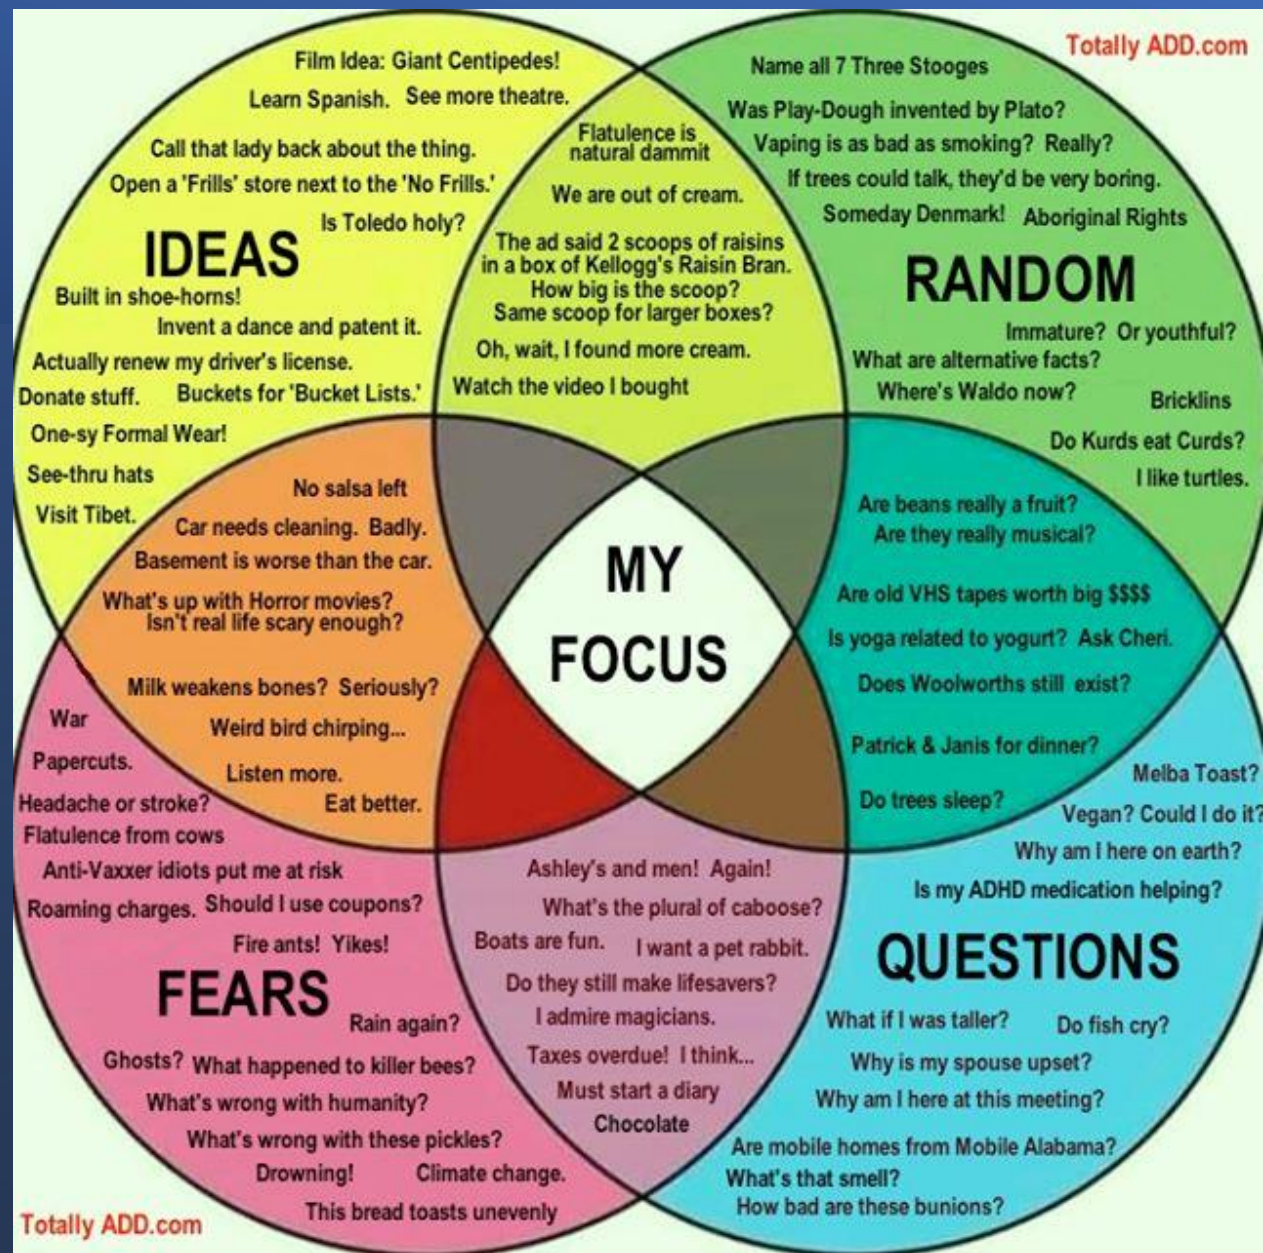 Totally ADD.com
Film Idea: Giant Centipedes!
Learn Spanish. See more theatre.
Call that lady back about the thing.
Open a 'Frills' store next to the 'No Frills.'
Is Toledo holy?
IDEAS
Built in shoe-horns!
Invent a dance and patent it.
Actually renew my driver's license.
Donate stuff. Buckets for 'Bucket Lists.'
One-sy Formal Wear!
See-thru hats
Visit Tibet.
Flatulence is
natural dammit
We are out of cream.
The ad said 2 scoops of raisins
in a box of Kellogg's Raisin Bran.
How big is the scoop?
Same scoop for larger boxes?
Oh, wait, I found more cream.
Watch the video I bought
Name all 7 Three Stooges
Was Play-Dough invented by Plato?
Vaping is as bad as smoking? Really?
If trees could talk, they'd be very boring.
Someday Denmark! Aboriginal Rights
RANDOM
Immature? Or youthful?
What are alternative facts?
Where's Waldo now?
Bricklins
Do Kurds eat Curds?
I like turtles.
No salsa left
Car needs cleaning. Badly.
Basement is worse than the car.
What's up with Horror movies?
Isn't real life scary enough?
Milk weakens bones? Seriously?
Weird bird chirping...
Listen more.
Eat better.
MY
FOCUS
Are beans really a fruit?
Are they really musical?
Are old VHS tapes worth big $$$$
Is yoga related to yogurt? Ask Cheri.
Does Woolworths still exist?
Patrick & Janis for dinner?
Do trees sleep?
War
Papercuts.
Headache or stroke?
Flatulence from cows
Anti-Vaxxer idiots put me at risk
Roaming charges. Should I use coupons?
Fire ants! Yikes!
FEARS
Rain again?
Ghosts? What happened to killer bees?
What's wrong with humanity?
What's wrong with these pickles?
Drowning! Climate change.
This bread toasts unevenly
Ashley's and men! Again!
What's the plural of caboose?
Boats are fun. I want a pet rabbit.
Do they still make lifesavers?
I admire magicians.
Taxes overdue! I think...
Must start a diary
Chocolate
Melba Toast?
Vegan? Could I do it?
Why am I here on earth?
Is my ADHD medication helping?
QUESTIONS
What if I was taller? Do fish cry?
Why is my spouse upset?
Why am I here at this meeting?
Are mobile homes from Mobile Alabama?
What's that smell?
How bad are these bunions?
Totally ADD.com